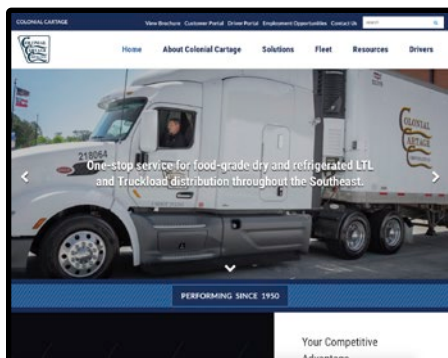 COLONIAL CARTAGE
View Brochure Customer Portal Driver Portal Employment Opportunities Contact Us
Home About Colonial Cartage Solutions Fleet Resources Drivers
218064
COLONIAL
CARTAGE
One-stop service for food-grade dry and refrigerated LTL
and Truckload distribution throughout the Southeast.
PERFORMING SINCE 1950
Your Competitive